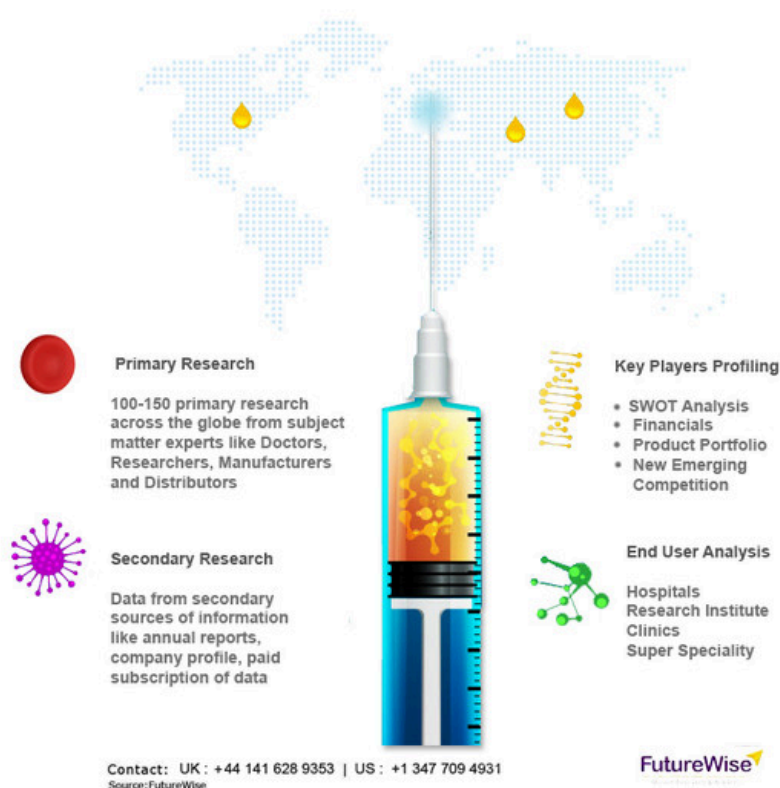 Primary Research
100-150 primary research
across the globe from subject
matter experts like Doctors,
Researchers, Manufacturers
and Distributors
Secondary Research
Data from secondary
sources of information
like annual reports,
company profile, paid
subscription of data
Key Players Profiling
• SWOT Analysis
• Financials
• Product Portfolio
• New Emerging
Competition
End User Analysis
Hospitals
Research Institute
Clinics
Super Speciality
Contact: UK : +44 141 628 9353 | US : +1 347 709 4931
Source:FutureWise
FutureWise